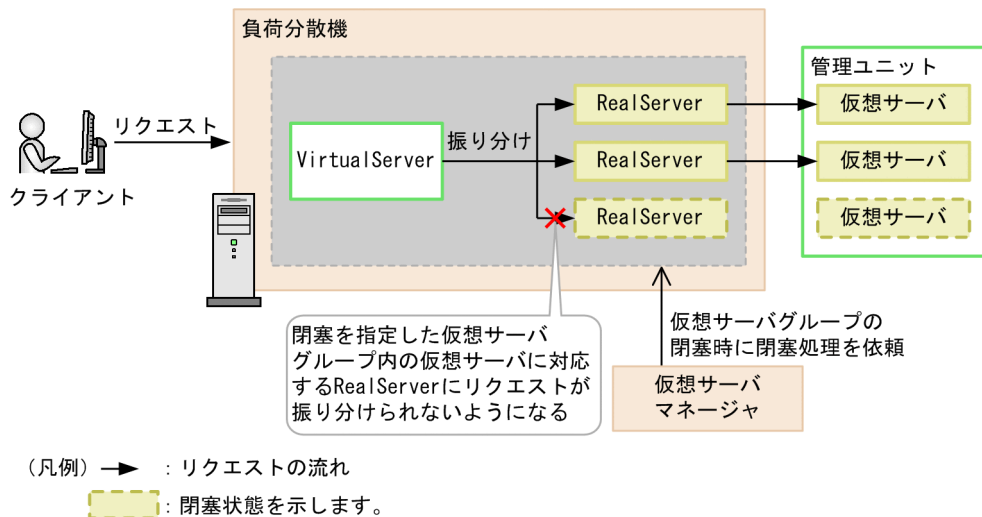 負荷分散機
管理ユニット
リクエスト
クライアント
VirtualServer
振り分け
RealServer
RealServer
RealServer
仮想サーバ
仮想サーバ
仮想サーバ
閉塞を指定した仮想サーバ
グループ内の仮想サーバに対応
するRealServerにリクエストが
振り分けられないようになる
仮想サーバグループの
閉塞時に閉塞処理を依頼
仮想サーバ
マネージャ
（凡例）
：リクエストの流れ
：閉塞状態を示します。